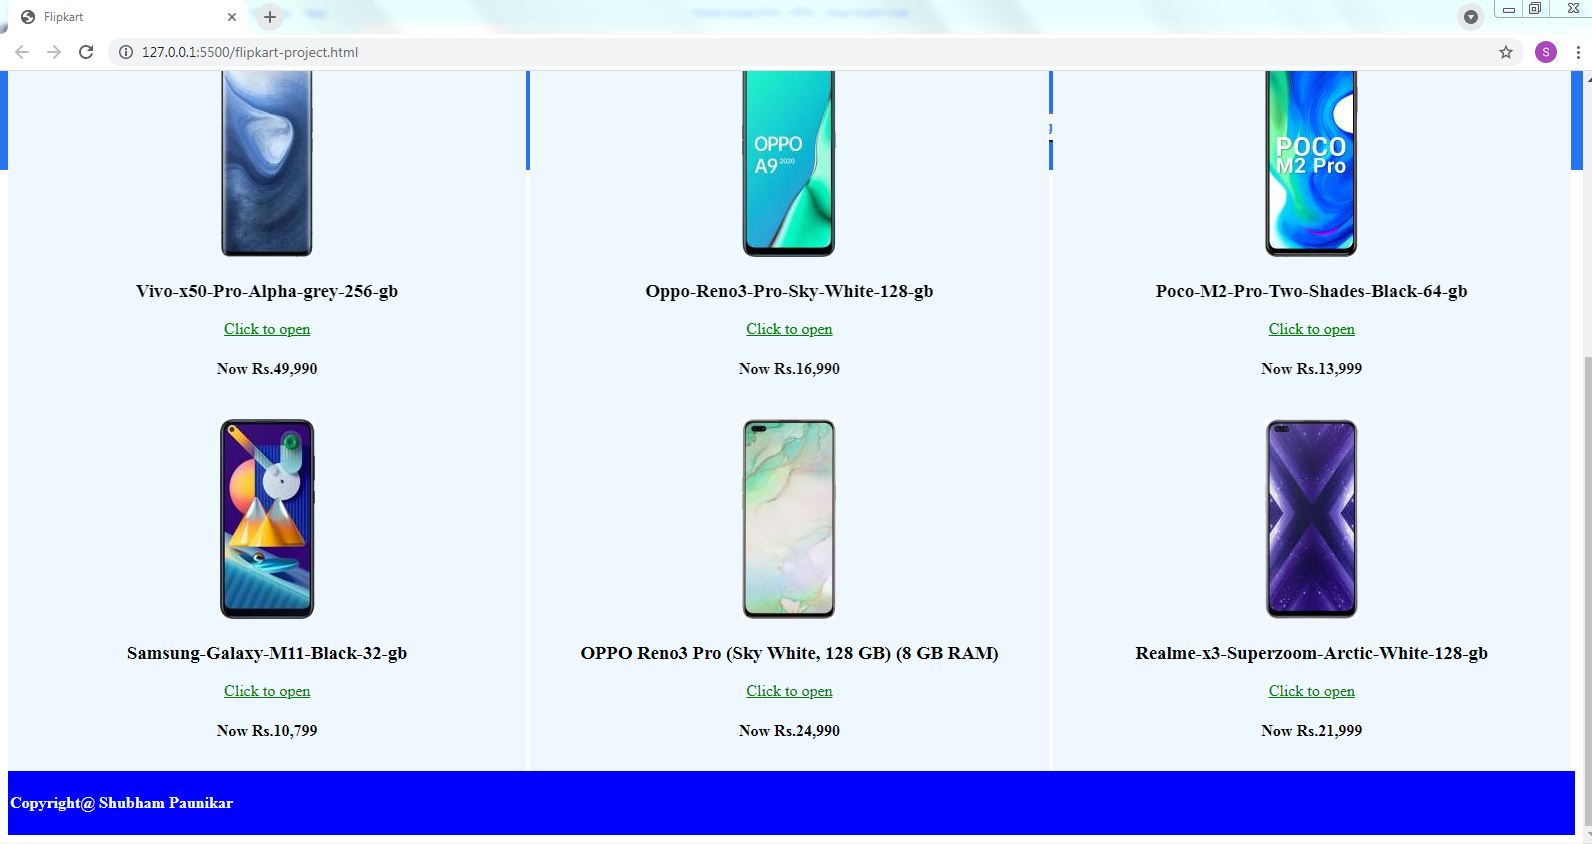 Flipkart
127.0.0.1:5500/flipkart-project.html
S
g
OPPO
A9 2020
POCO
M2 Pro
Vivo-x50-Pro-Alpha-grey-256-gb
Oppo-Reno3-Pro-Sky-White-128-gb
Poco-M2-Pro-Two-Shades-Black-64-gb
Click to open
Click to open
Click to open
Now Rs.49,990
Now Rs.16,990
Now Rs.13,999
Samsung-Galaxy-M11-Black-32-gb
OPPO Reno3 Pro (Sky White, 128 GB) (8 GB RAM)
Realme-x3-Superzoom-Arctic-White-128-gb
Click to open
Click to open
Click to open
Now Rs.10,799
Now Rs.24,990
Now Rs.21,999
Copyright@ Shubham Paunikar